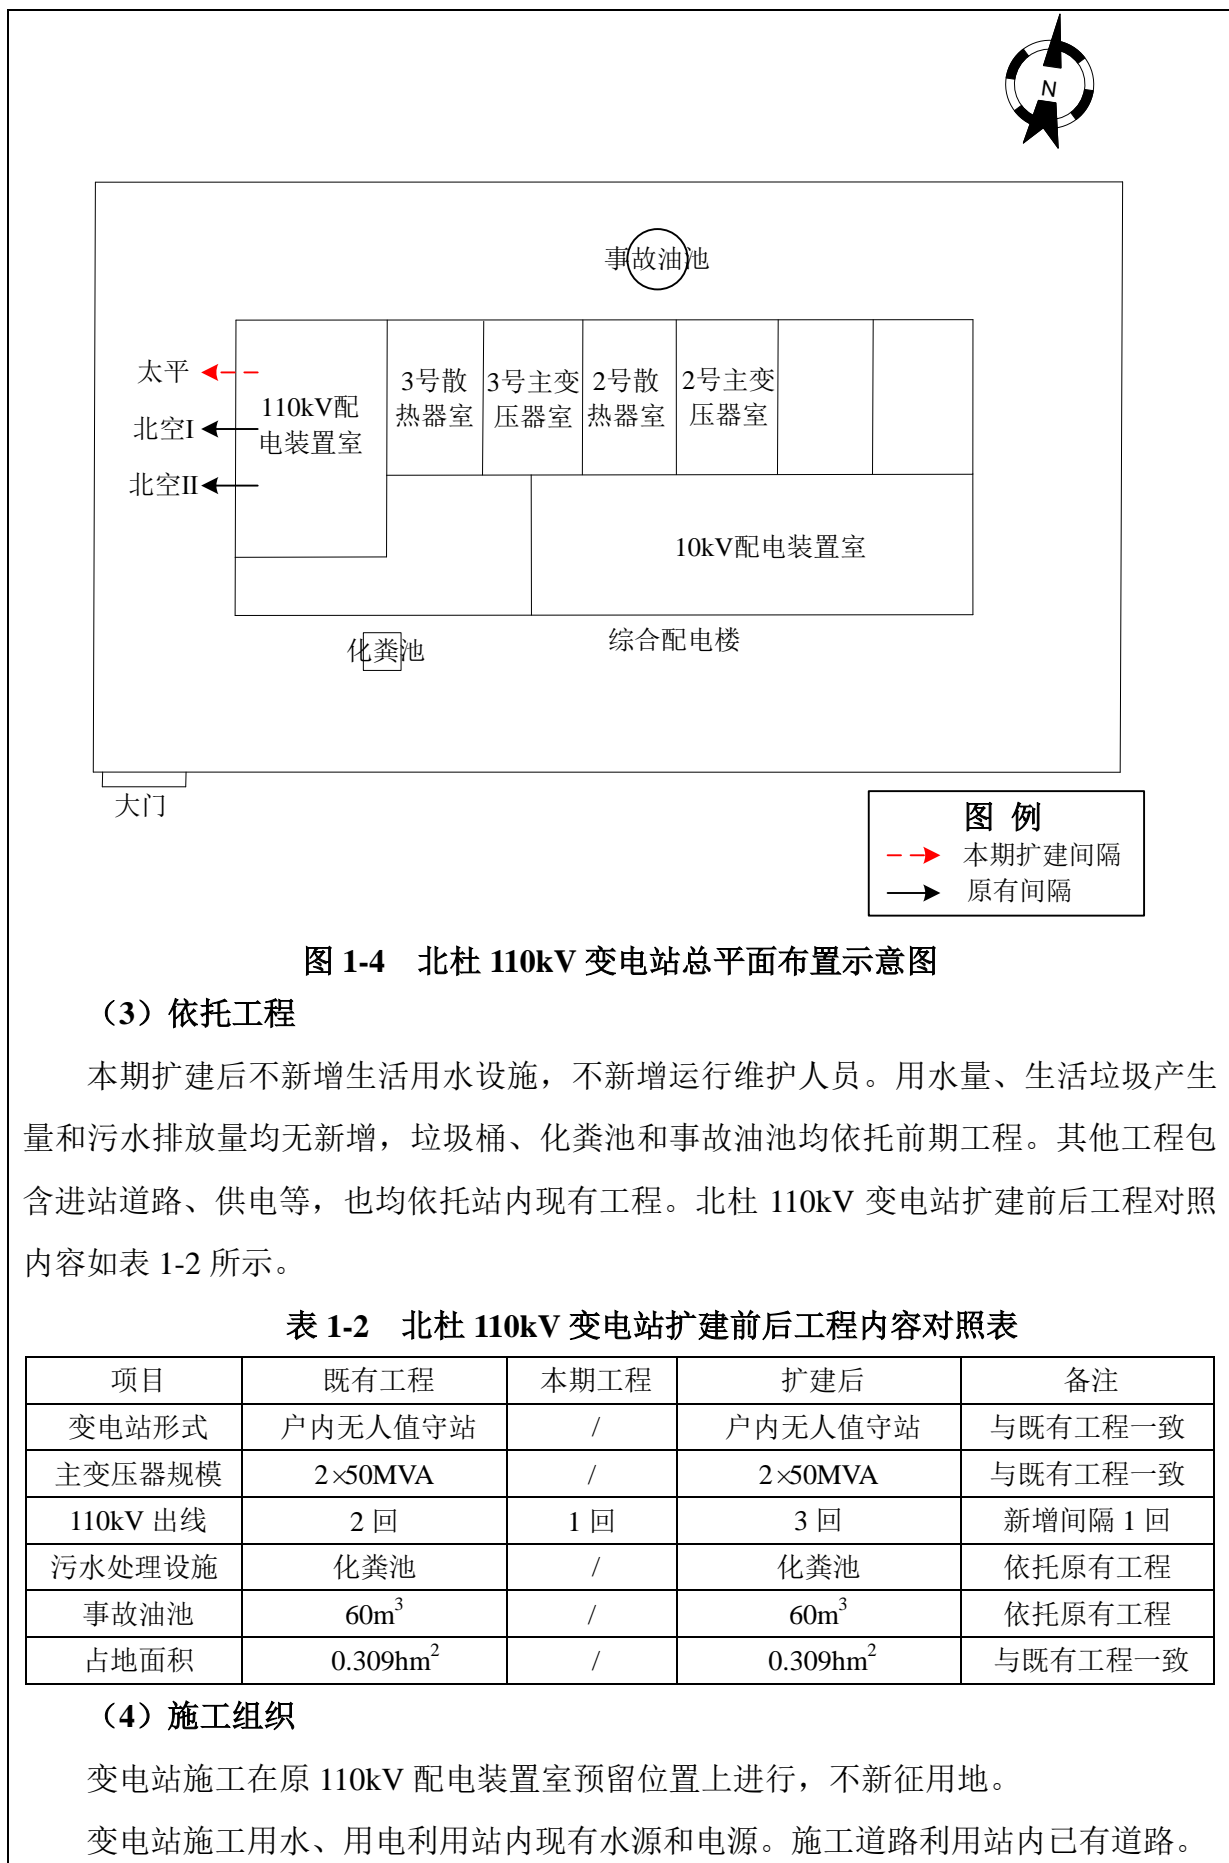 N
事故油池
太平
北空I
北空II
110kV配
电装置室
3号散
热器室
3号主变
压器室
2号散
热器室
2号主变
压器室
10kV配电装置室
化粪池
综合配电楼
大门
图 例
本期扩建间隔
原有间隔
图 1-4 北杜 110kV 变电站总平面布置示意图
（3）依托工程
本期扩建后不新增生活用水设施，不新增运行维护人员。用水量、生活垃圾产生
量和污水排放量均无新增，垃圾桶、化粪池和事故油池均依托前期工程。其他工程包
含进站道路、供电等，也均依托站内现有工程。北杜 110kV 变电站扩建前后工程对照
内容如表 1-2 所示。
表 1-2 北杜 110kV 变电站扩建前后工程内容对照表
项目 既有工程 本期工程 扩建后 备注
变电站形式 户内无人值守站 / 户内无人值守站 与既有工程一致
主变压器规模 2×50MVA / 2×50MVA 与既有工程一致
110kV 出线 2 回 1 回 3 回 新增间隔 1 回
污水处理设施 化粪池 / 化粪池 依托原有工程
事故油池 60m³ / 60m³ 依托原有工程
占地面积 0.309hm² / 0.309hm² 与既有工程一致
（4）施工组织
变电站施工在原 110kV 配电装置室预留位置上进行，不新征用地。
变电站施工用水、用电利用站内现有水源和电源。施工道路利用站内已有道路。